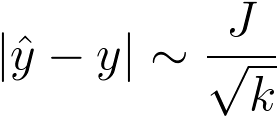 |ŷ − y| ∼ J/√k